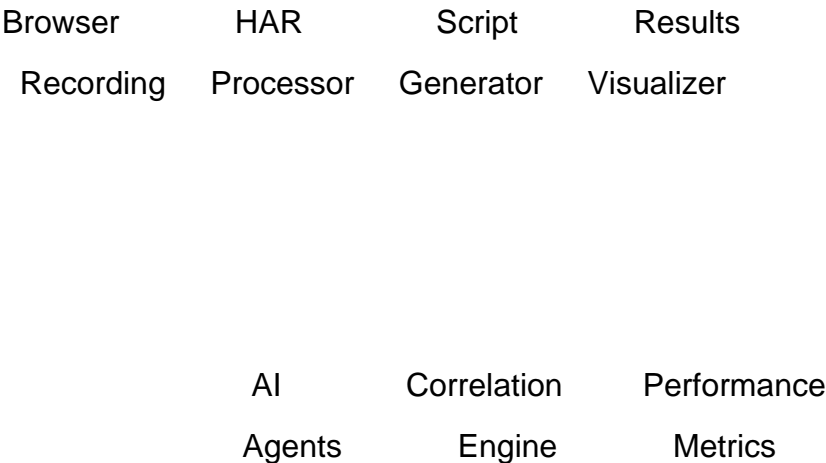 Browser HAR Script Results
Recording Processor Generator Visualizer
AI Correlation Performance
Agents Engine Metrics